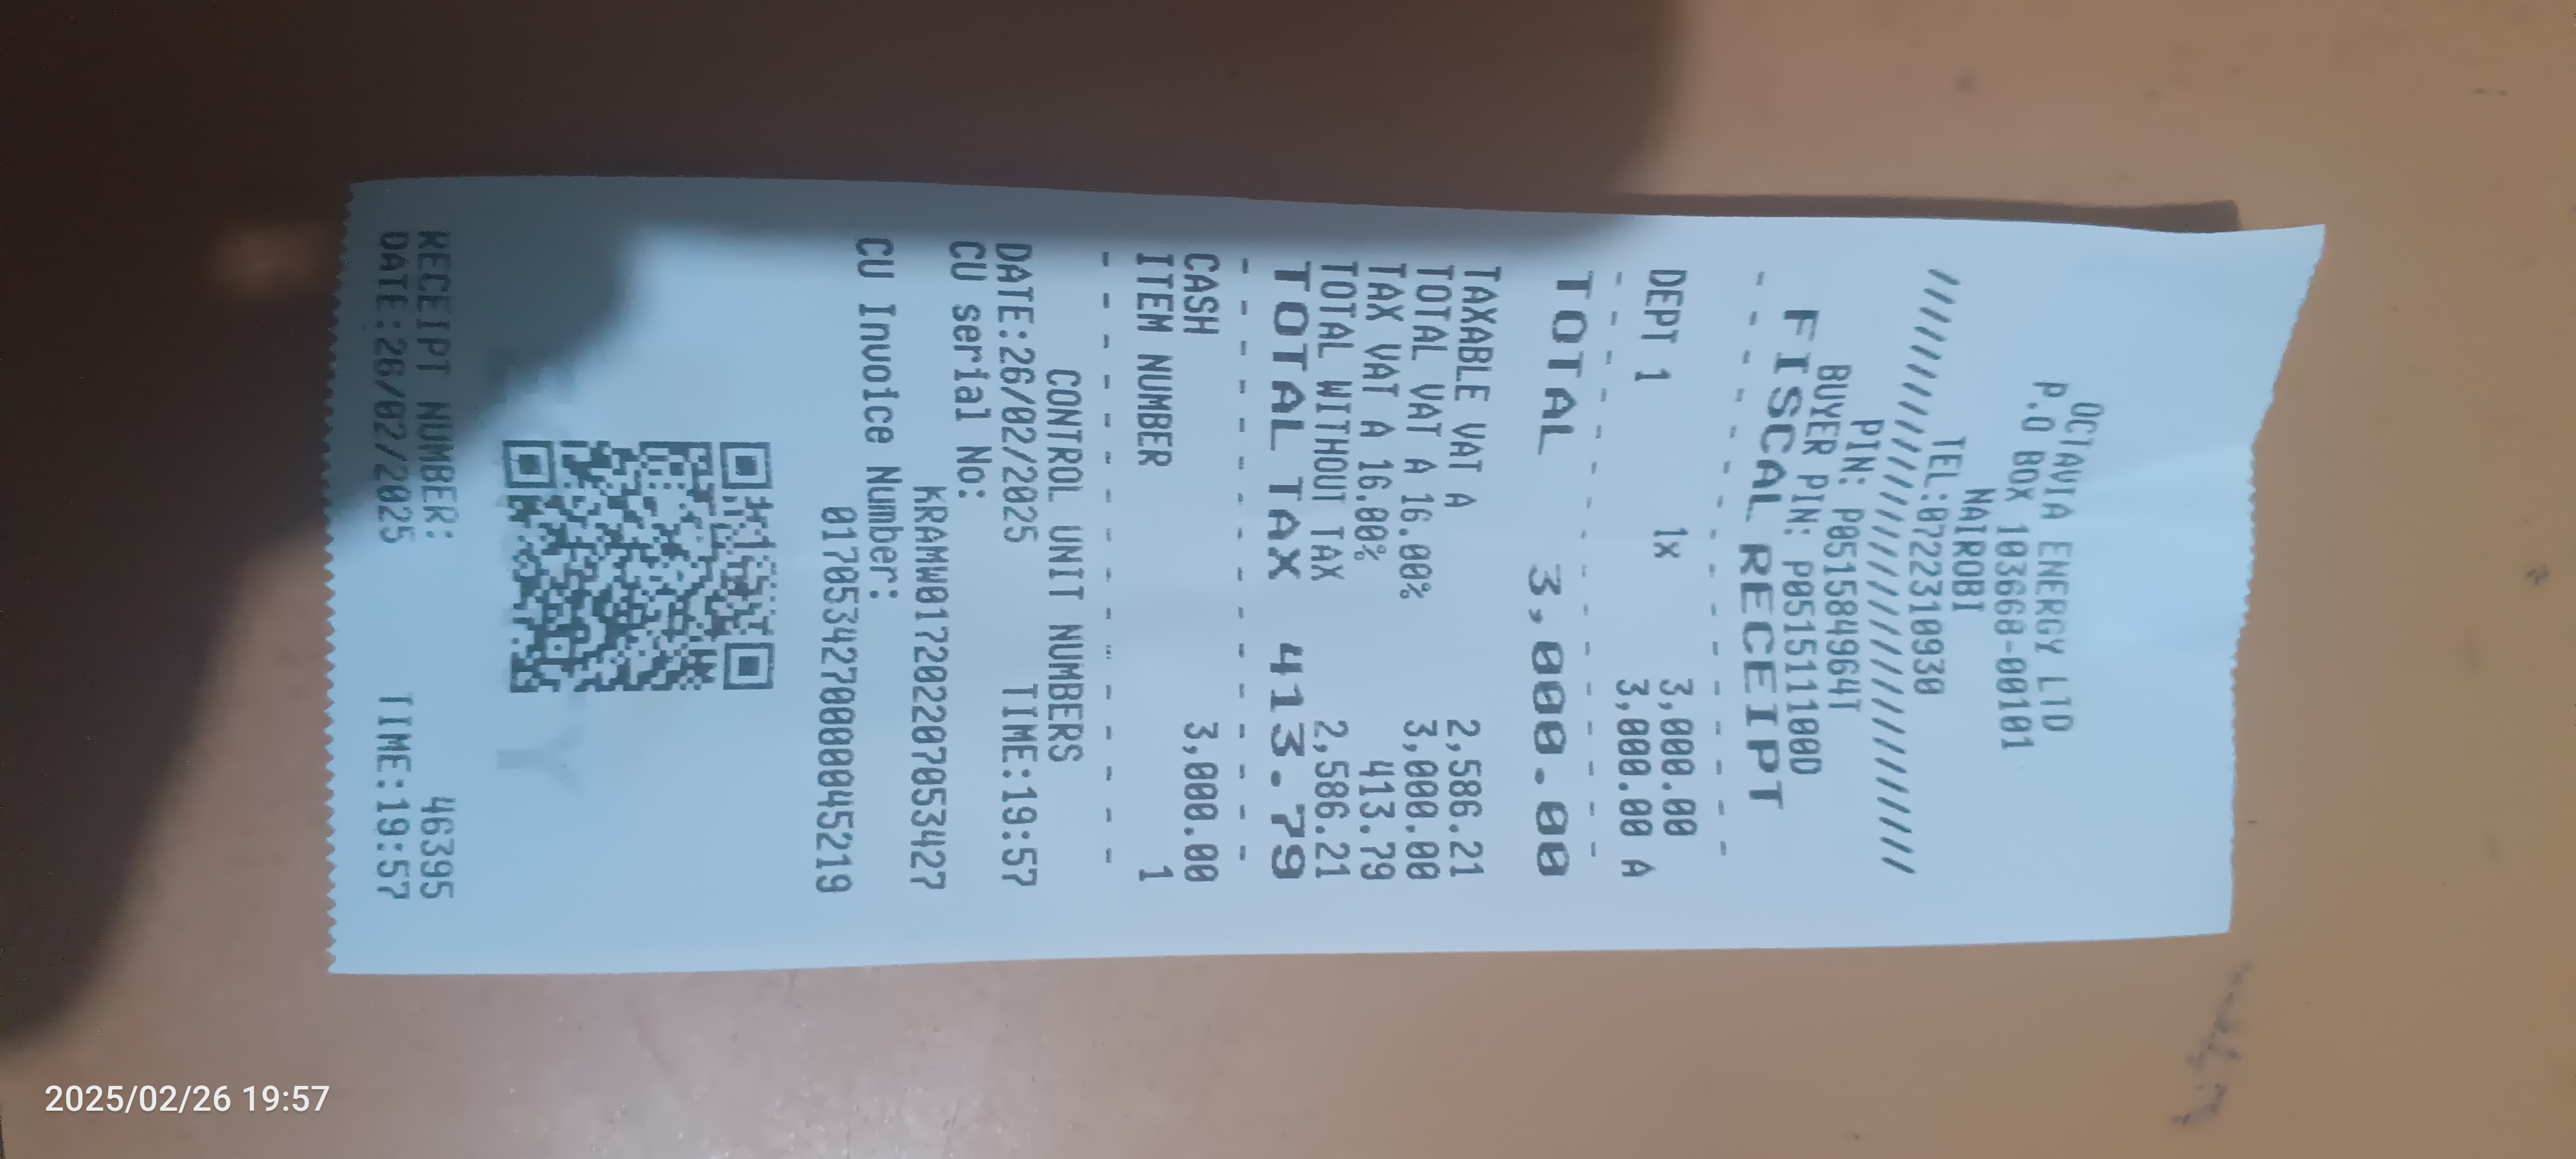 OCTAVIA ENERGY LTD
P.O BOX 103668-00101
NAIROBI
TEL:0722310930
////////////////////////////////
PIN: P051584964T
BUYER PIN: P051511100D
FISCAL RECEIPT
- - - - - - - - - - - - - - - -
1x 3,000.00
DEPT 1 3,000.00 A
- - - - - - - - - - - - - - - -
TOTAL 3,000.00
TAXABLE VAT A 2,586.21
TOTAL VAT A 16.00% 3,000.00
TAX VAT A 16.00% 413.79
TOTAL WITHOUT TAX 2,586.21
TOTAL TAX 413.79
- - - - - - - - - - - - - - - -
CASH 3,000.00
ITEM NUMBER 1
- - - - - - - - - - - - - - - -
CONTROL UNIT NUMBERS
DATE:26/02/2025 TIME:19:57
CU serial No:
KRAMW017202207053427
CU Invoice Number:
0170534270000045219
RECEIPT NUMBER: 46395
DATE:26/02/2025 TIME:19:57
2025/02/26 19:57